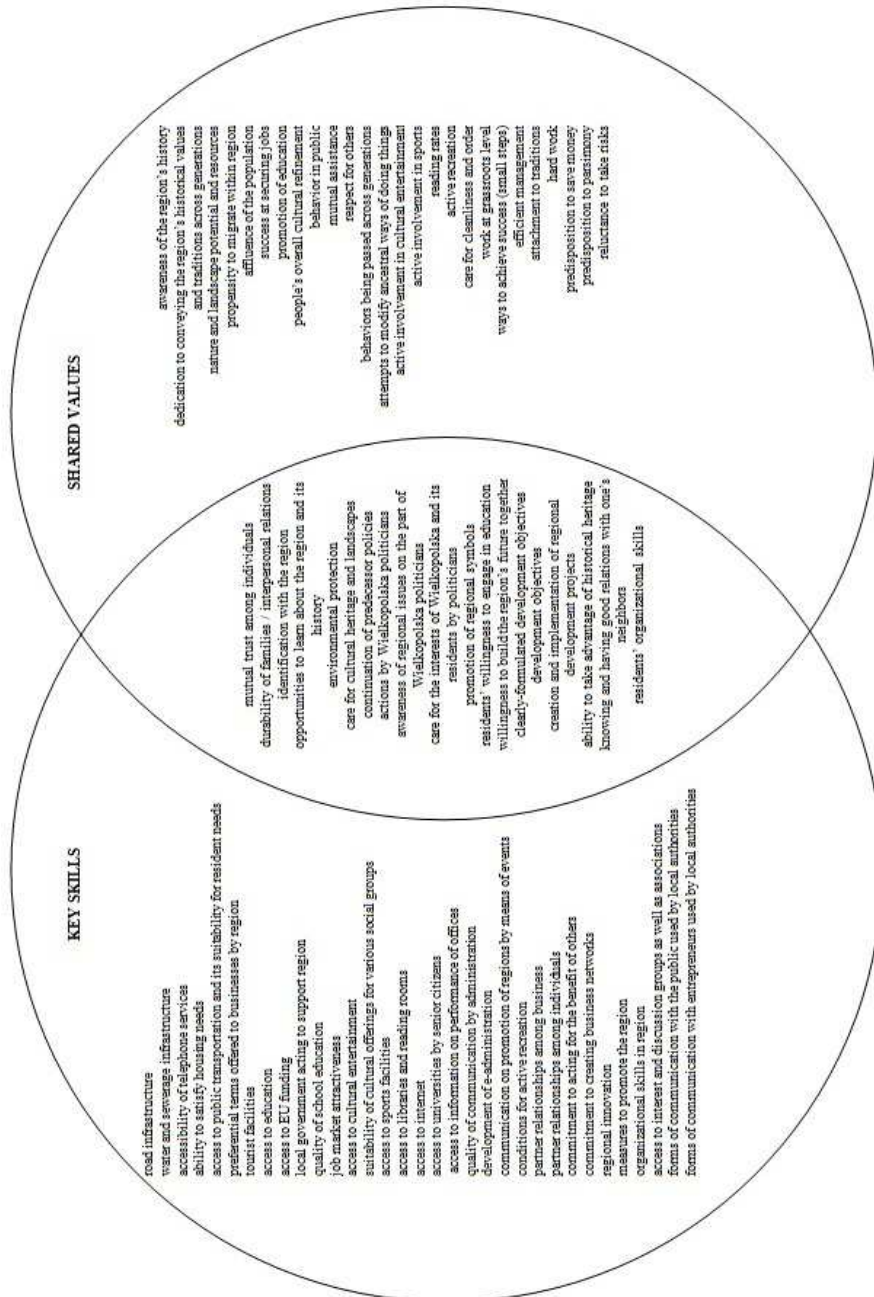 KEY SKILLS
road infrastructure
water and sewerage infrastructure
accessibility of telephone services
ability to satisfy housing needs
access to public transportation and its suitability for resident needs
preferential terms offered to businesses by region
tourist facilities
access to education
access to EU funding
local government acting to support region
quality of school education
job market attractiveness
access to cultural entertainment
suitability of cultural offerings for various social groups
access to sports facilities
access to libraries and reading rooms
access to internet
access to universities by senior citizens
access to information on performance of offices
quality of communication by administration
development of e-administration
communication on promotion of regions by means of events
conditions for active recreation
partner relationships among business
partner relationships among individuals
commitment to acting for the benefit of others
commitment to creating business networks
regional innovation
measures to promote the region
organizational skills in region
access to interest and discussion groups as well as associations
forms of communication with the public used by local authorities
forms of communication with entrepreneurs used by local authorities
mutual trust among individuals
durability of families / interpersonal relations
identification with the region
opportunities to learn about the region and its
history
environmental protection
care for cultural heritage and landscapes
continuation of predecessor policies
actions by Wielkopolska politicians
awareness of regional issues on the part of
Wielkopolska politicians
care for the interests of Wielkopolska and its
residents by politicians
promotion of regional symbols
residents' willingness to engage in education
willingness to build the region's future together
clearly-formulated development objectives
development objectives
creation and implementation of regional
development projects
ability to take advantage of historical heritage
knowing and having good relations with one's
neighbors
residents' organizational skills
SHARED VALUES
awareness of the region's history
dedication to conveying the region's historical values
and traditions across generations
nature and landscape potential and resources
propensity to migrate within region
affluence of the population
success at securing jobs
promotion of education
people's overall cultural refinement
behavior in public
mutual assistance
respect for others
behaviors being passed across generations
attempts to modify ancestral ways of doing things
active involvement in cultural entertainment
active involvement in sports
reading rates
active recreation
care for cleanliness and order
work at grassroots level
ways to achieve success (small steps)
efficient management
attachment to traditions
hard work
predisposition to save money
predisposition to parsimony
reluctance to take risks